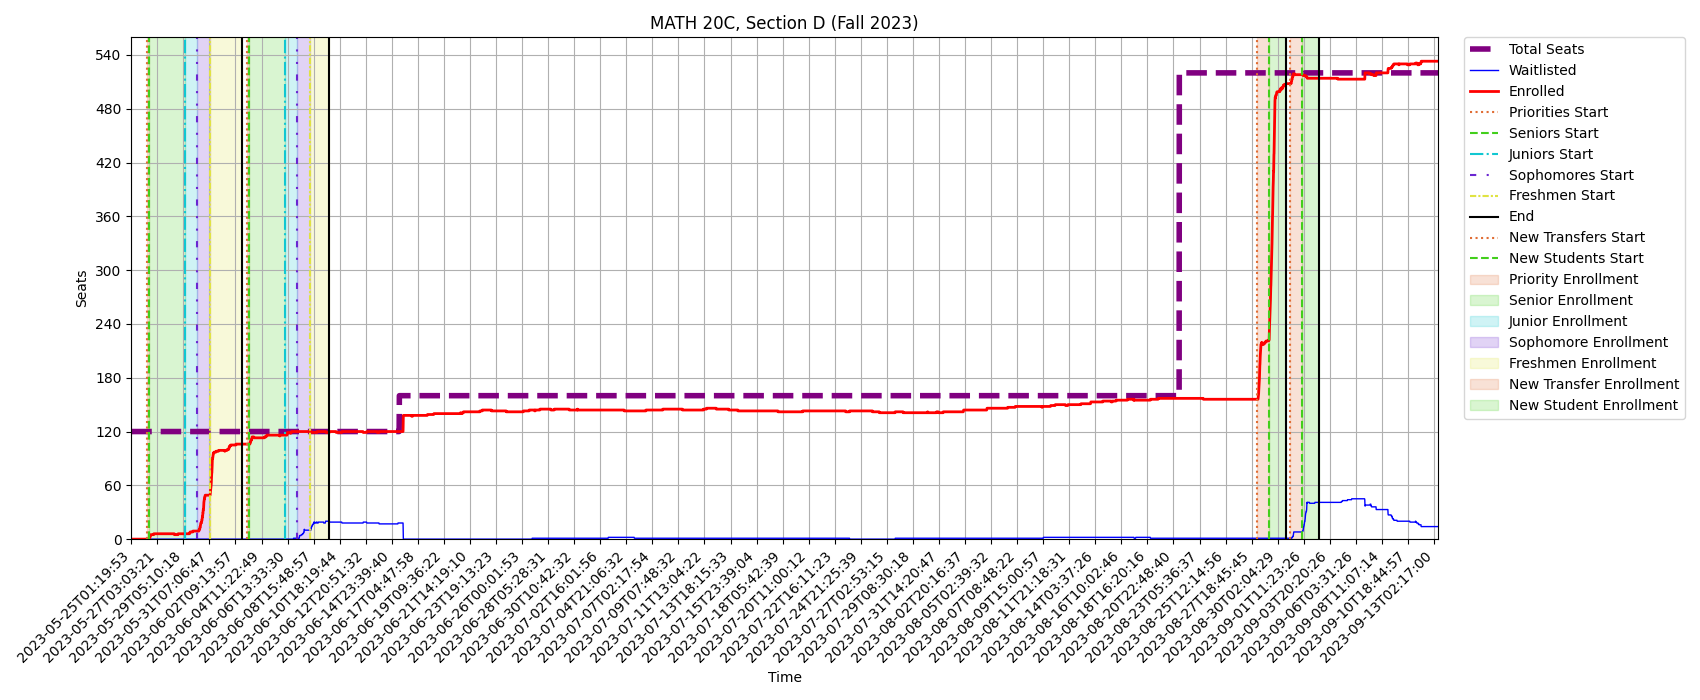 MATH 20C, Section D (Fall 2023)
540
480
420
360
300
240
180
120
60
0
Seats
2023-05-25T01:19:53
2023-05-27T03:03:21
2023-05-29T05:10:18
2023-05-31T07:06:47
2023-06-02T09:13:57
2023-06-04T11:22:49
2023-06-06T13:33:30
2023-06-08T15:48:57
2023-06-10T18:19:44
2023-06-12T20:51:32
2023-06-14T23:39:40
2023-06-17T04:47:58
2023-06-19T09:36:22
2023-06-21T14:19:10
2023-06-23T19:13:23
2023-06-26T00:01:53
2023-06-28T05:28:31
2023-06-30T10:42:32
2023-07-02T16:01:56
2023-07-04T21:06:32
2023-07-07T02:17:54
2023-07-09T07:48:32
2023-07-11T13:04:22
2023-07-13T18:15:33
2023-07-15T23:39:04
2023-07-18T05:42:39
2023-07-20T11:00:12
2023-07-22T16:11:23
2023-07-24T21:25:39
2023-07-27T02:53:15
2023-07-29T08:30:18
2023-07-31T14:20:47
2023-08-02T20:16:37
2023-08-05T02:39:32
2023-08-07T08:48:22
2023-08-09T15:00:57
2023-08-11T21:18:31
2023-08-14T03:37:26
2023-08-16T10:02:46
2023-08-18T16:20:16
2023-08-20T22:48:40
2023-08-23T05:36:37
2023-08-25T12:14:56
2023-08-27T18:45:45
2023-08-30T02:04:29
2023-09-01T11:23:26
2023-09-03T20:20:26
2023-09-06T03:31:26
2023-09-08T11:07:14
2023-09-10T18:44:57
2023-09-13T02:17:00
Time
Total Seats
Waitlisted
Enrolled
Priorities Start
Seniors Start
Juniors Start
Sophomores Start
Freshmen Start
End
New Transfers Start
New Students Start
Priority Enrollment
Senior Enrollment
Junior Enrollment
Sophomore Enrollment
Freshmen Enrollment
New Transfer Enrollment
New Student Enrollment